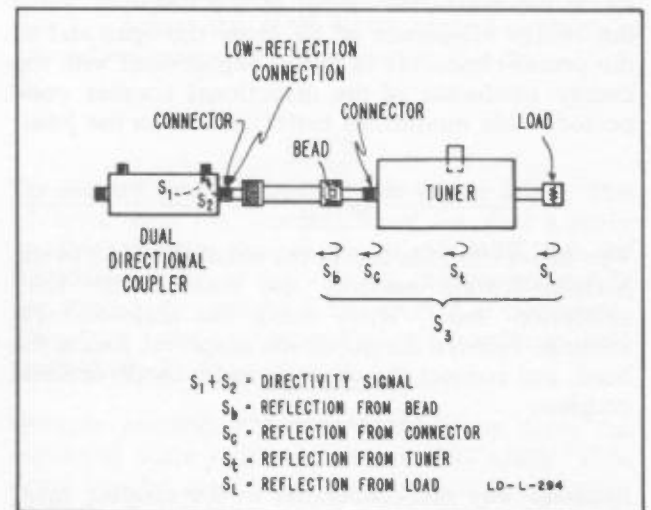 LOW-REFLECTION
CONNECTION
CONNECTOR
CONNECTOR
LOAD
BEAD
TUNER
S1
S2
DUAL
DIRECTIONAL
COUPLER
Sb
Sc
St
SL
S3
S1 + S2 = DIRECTIVITY SIGNAL
Sb = REFLECTION FROM BEAD
Sc = REFLECTION FROM CONNECTOR
St = REFLECTION FROM TUNER
SL = REFLECTION FROM LOAD LD-L-294